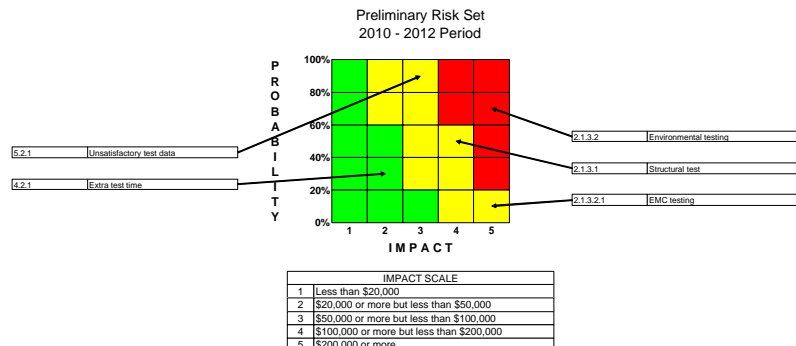 Preliminary Risk Set
2010 - 2012 Period
P
R
O
B
A
B
I
L
I
T
Y
100%
80%
60%
40%
20%
0%
5.2.1 Unsatisfactory test data
4.2.1 Extra test time
2.1.3.2 Environmental testing
2.1.3.1 Structural test
2.1.3.2.1 EMC testing
1 2 3 4 5
I M P A C T
IMPACT SCALE
1 Less than $20,000
2 $20,000 or more but less than $50,000
3 $50,000 or more but less than $100,000
4 $100,000 or more but less than $200,000
5 $200,000 or more